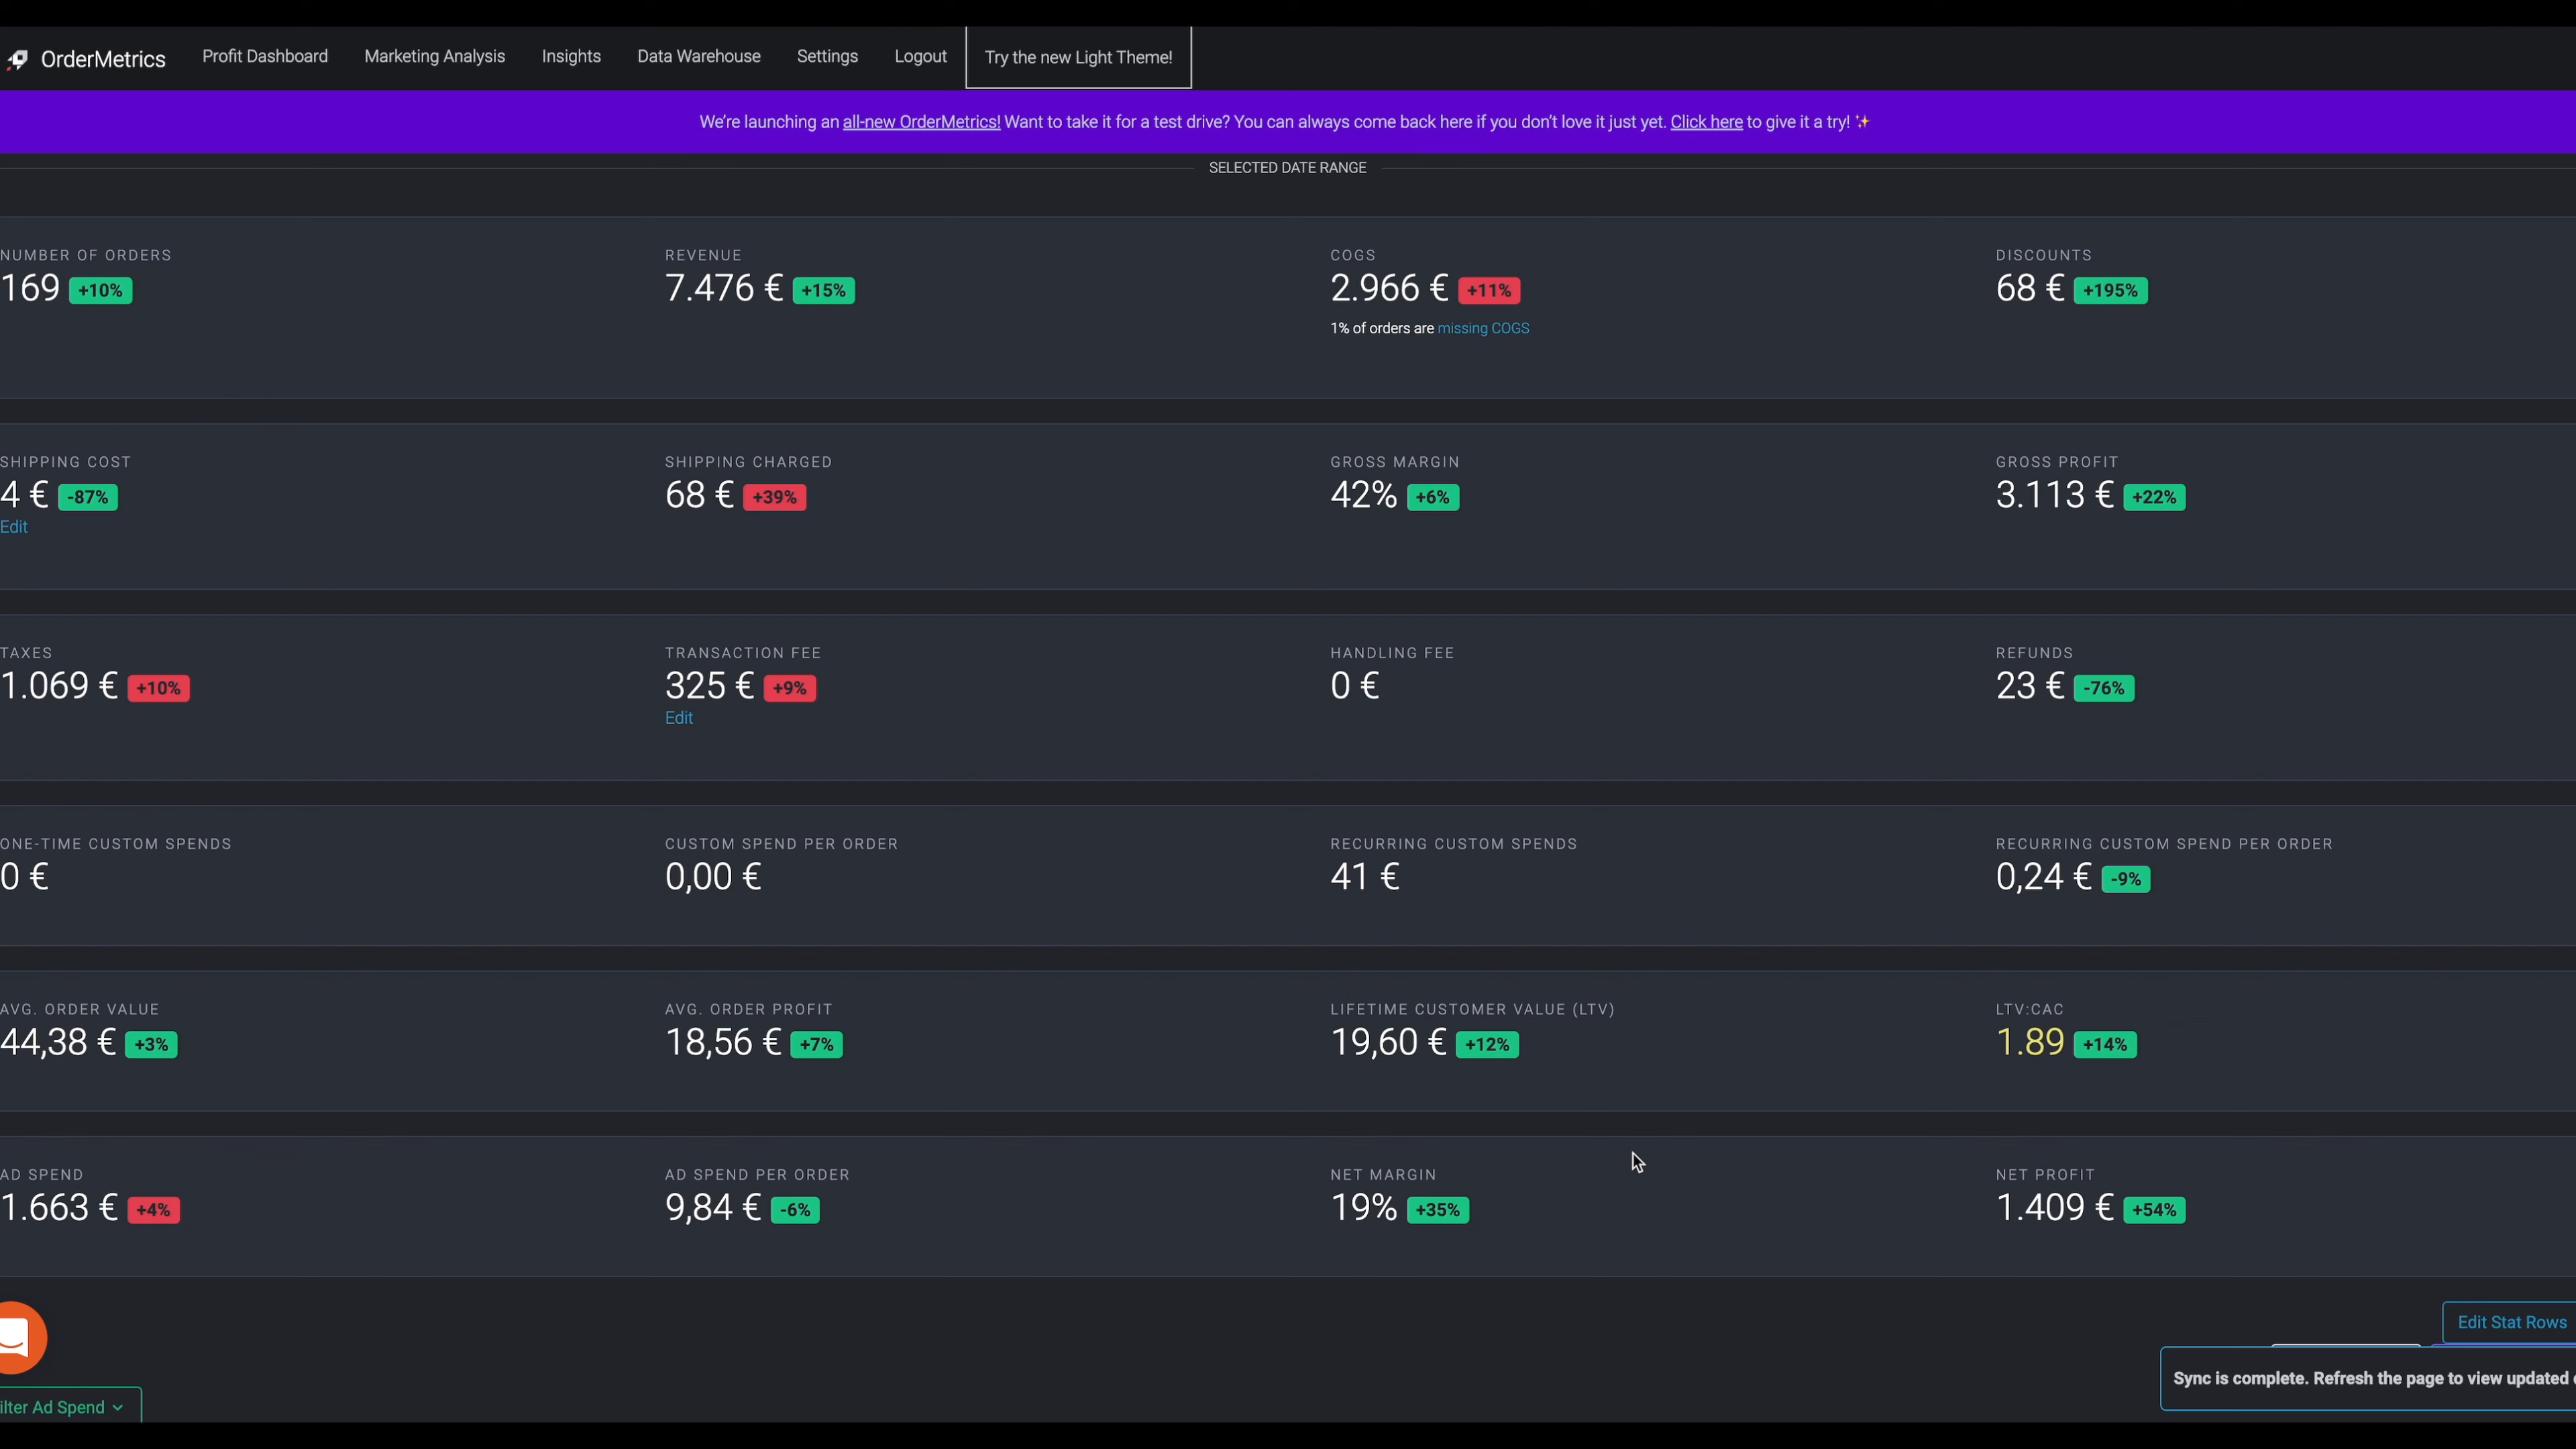 OrderMetrics Profit Dashboard Marketing Analysis Insights Data Warehouse Settings Logout Try the new Light Theme!
We're launching an all-new OrderMetrics! Want to take it for a test drive? You can always come back here if you don't love it just yet. Click here to give it a try! ✨
SELECTED DATE RANGE
NUMBER OF ORDERS REVENUE COGS DISCOUNTS
169 +10% 7.476 € +15% 2.966 € +11% 68 € +195%
1% of orders are missing COGS
SHIPPING COST SHIPPING CHARGED GROSS MARGIN GROSS PROFIT
4 € -87% 68 € +39% 42% +6% 3.113 € +22%
Edit
TAXES TRANSACTION FEE HANDLING FEE REFUNDS
1.069 € +10% 325 € +9% 0 € 23 € -76%
Edit
ONE-TIME CUSTOM SPENDS CUSTOM SPEND PER ORDER RECURRING CUSTOM SPENDS RECURRING CUSTOM SPEND PER ORDER
0 € 0,00 € 41 € 0,24 € -9%
AVG. ORDER VALUE AVG. ORDER PROFIT LIFETIME CUSTOMER VALUE (LTV) LTV:CAC
44,38 € +3% 18,56 € +7% 19,60 € +12% 1.89 +14%
AD SPEND AD SPEND PER ORDER NET MARGIN NET PROFIT
1.663 € +4% 9,84 € -6% 19% +35% 1.409 € +54%
Edit Stat Rows
Sync is complete. Refresh the page to view updated
ilter Ad Spend